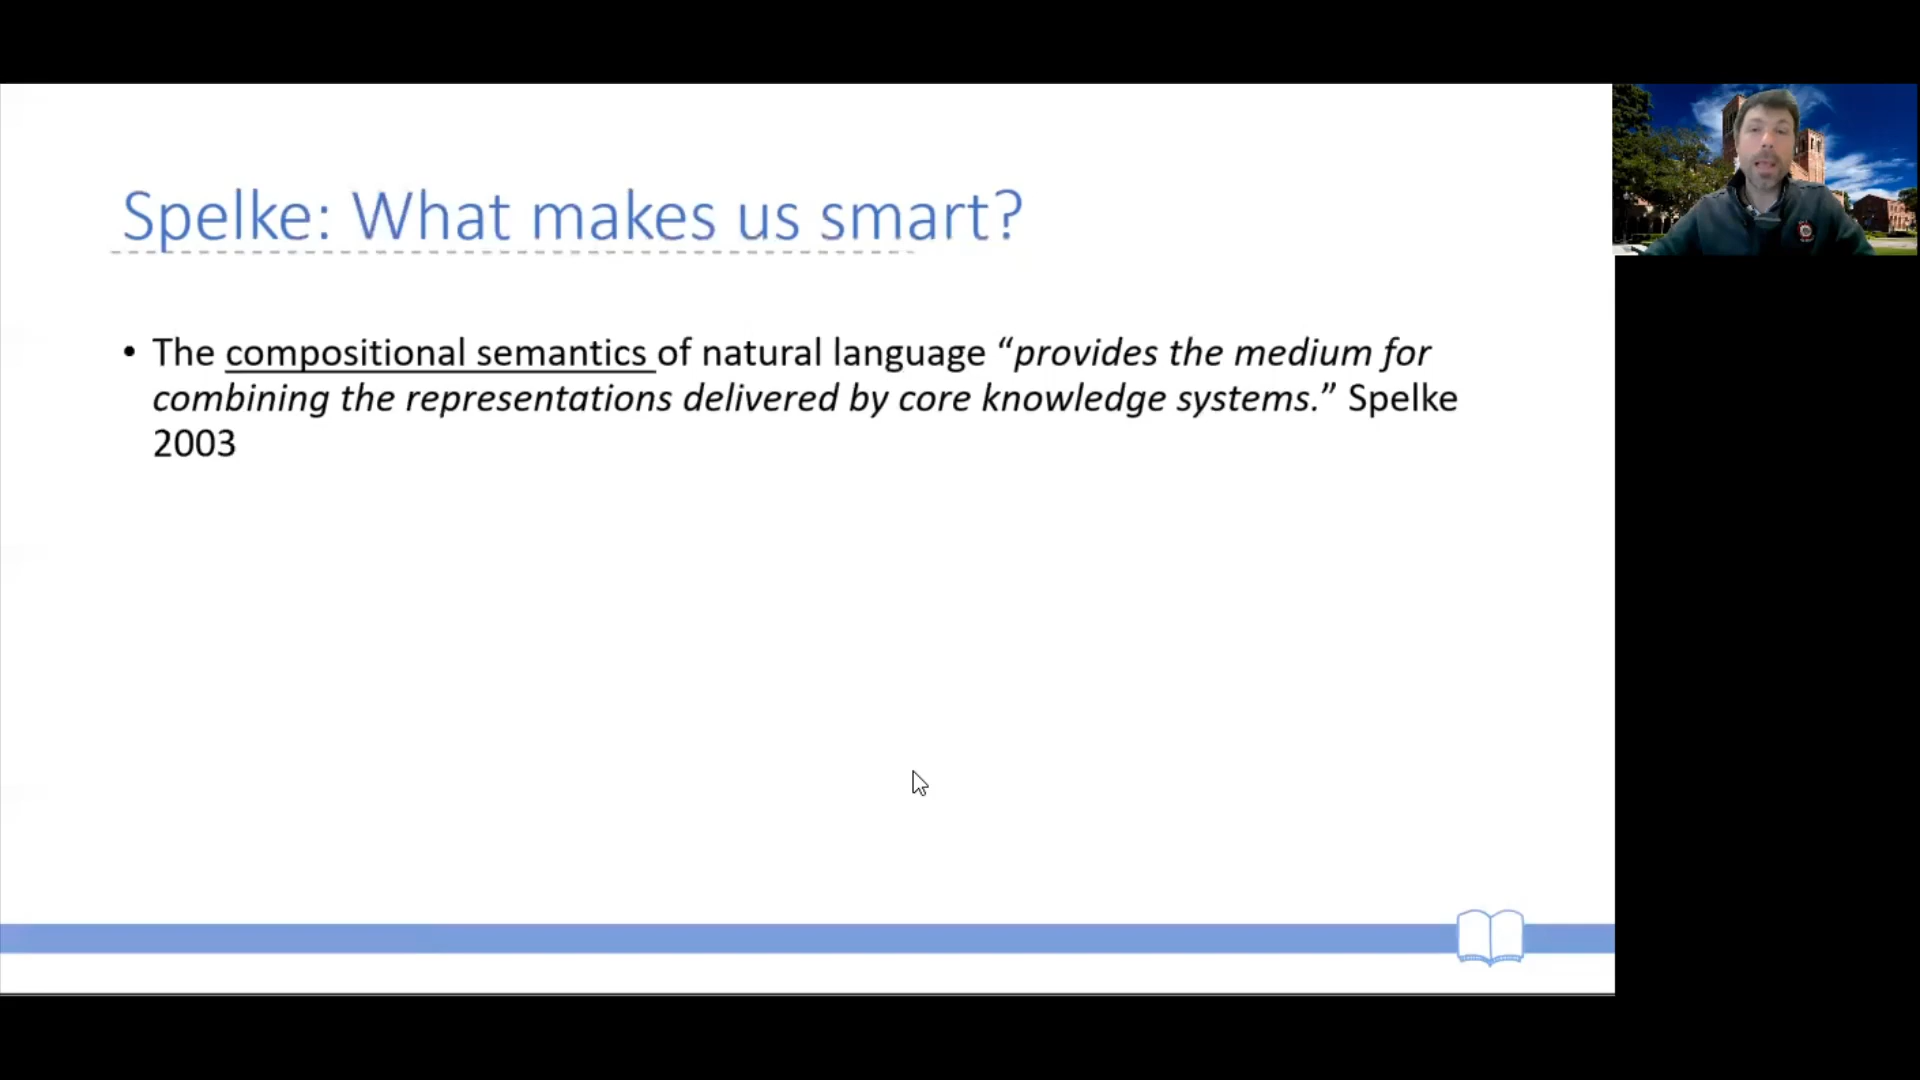 Spelke: What makes us smart?
• The compositional semantics of natural language “provides the medium for
combining the representations delivered by core knowledge systems.” Spelke
2003